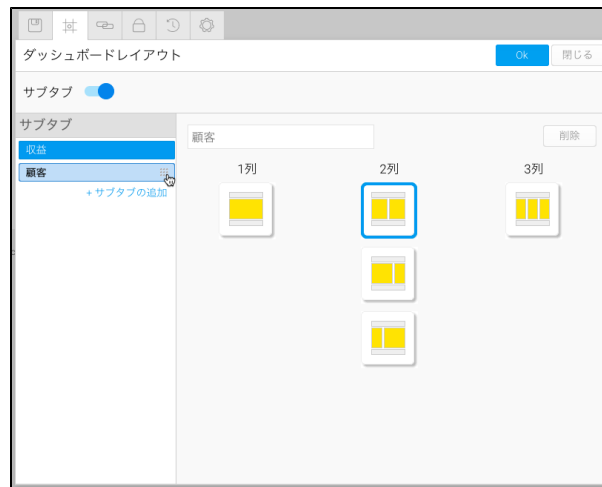 ダッシュボードレイアウト
Ok
閉じる
サブタブ
サブタブ
収益
顧客
+ サブタブの追加
顧客
削除
1列
2列
3列